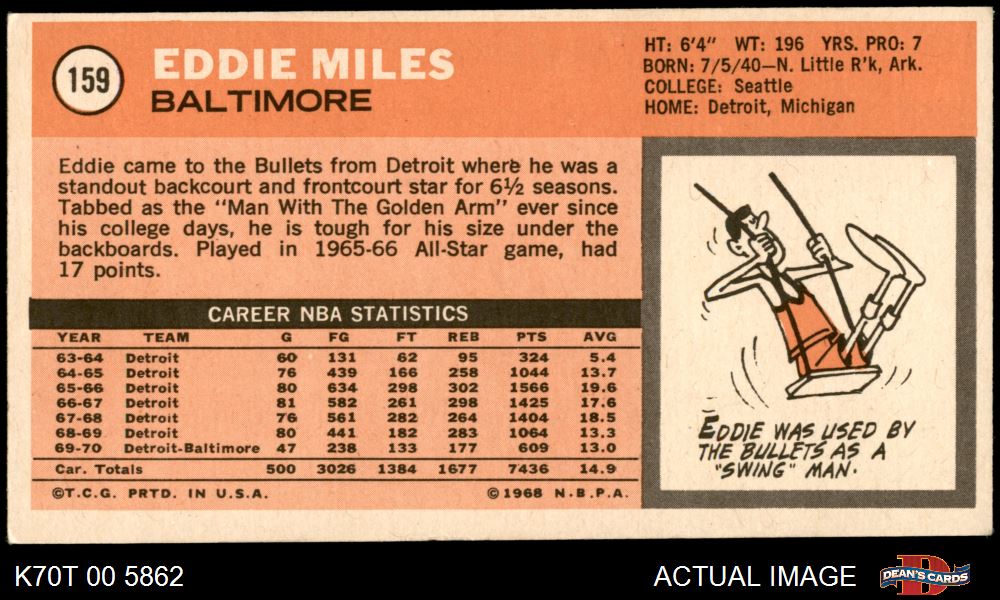 159
EDDIE MILES
BALTIMORE
HT: 6'4" WT: 196 YRS. PRO: 7
BORN: 7/5/40—N. Little R'k, Ark.
COLLEGE: Seattle
HOME: Detroit, Michigan
Eddie came to the Bullets from Detroit where he was a
standout backcourt and frontcourt star for 6½ seasons.
Tabbed as the "Man With The Golden Arm" ever since
his college days, he is tough for his size under the
backboards. Played in 1965-66 All-Star game, had
17 points.
CAREER NBA STATISTICS
YEAR TEAM G FG FT REB PTS AVG
63-64 Detroit 60 131 62 95 324 5.4
64-65 Detroit 76 439 166 258 1044 13.7
65-66 Detroit 80 634 298 302 1566 19.6
66-67 Detroit 81 582 261 298 1425 17.6
67-68 Detroit 76 561 282 264 1404 18.5
68-69 Detroit 80 441 182 283 1064 13.3
69-70 Detroit-Baltimore 47 238 133 177 609 13.0
Car. Totals 500 3026 1384 1677 7436 14.9
©T.C.G. PRTD. IN U.S.A. ©1968 N.B.P.A.
EDDIE WAS USED BY
THE BULLETS AS A
"SWING" MAN.
K70T 00 5862
ACTUAL IMAGE
D
DEAN'S CARDS